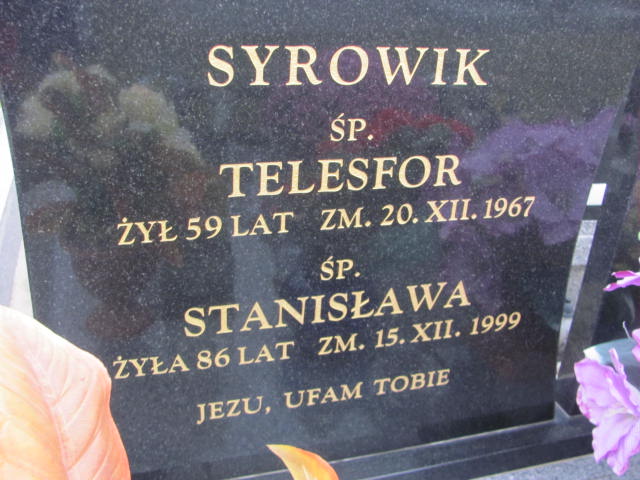 SYROWIK
ŚP.
TELESFOR
ŻYŁ 59 LAT ZM. 20. XII. 1967
ŚP.
STANISŁAWA
ŻYŁA 86 LAT ZM. 15. XII. 1999
JEZU, UFAM TOBIE